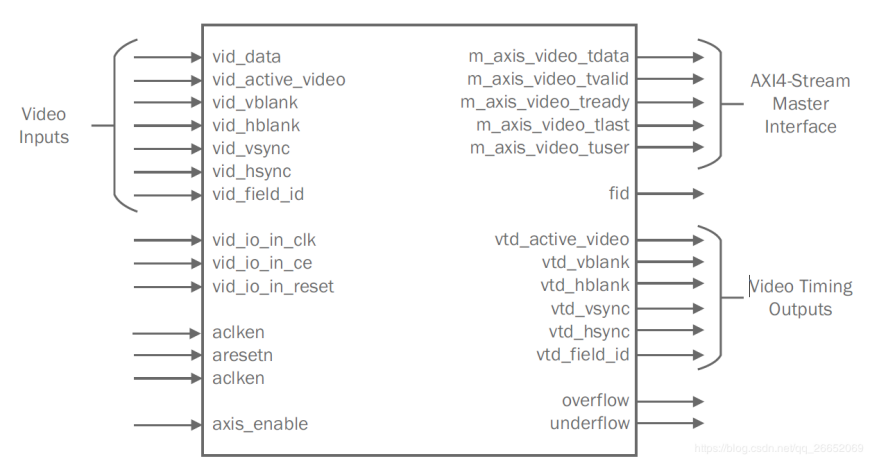 Video
Inputs
vid_data
vid_active_video
vid_vblank
vid_hblank
vid_vsync
vid_hsync
vid_field_id
vid_io_in_clk
vid_io_in_ce
vid_io_in_reset
aclken
aresetn
aclken
axis_enable
m_axis_video_tdata
m_axis_video_tvalid
m_axis_video_tready
m_axis_video_tlast
m_axis_video_tuser
fid
vtd_active_video
vtd_vblank
vtd_hblank
vtd_vsync
vtd_hsync
vtd_field_id
overflow
underflow
AXI4-Stream
Master
Interface
Video Timing
Outputs
https://blog.csdn.net/qq_26652069